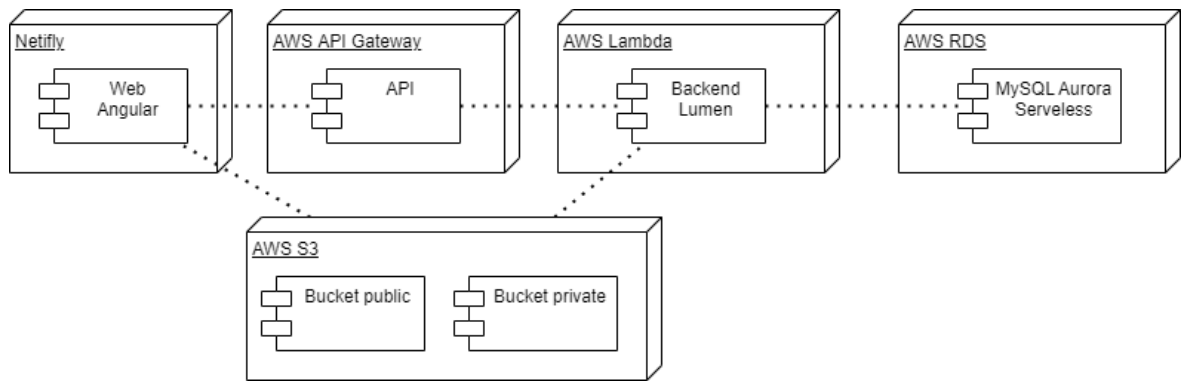 Netifly
Web
Angular
AWS API Gateway
API
AWS Lambda
Backend
Lumen
AWS RDS
MySQL Aurora
Serveless
AWS S3
Bucket public
Bucket private